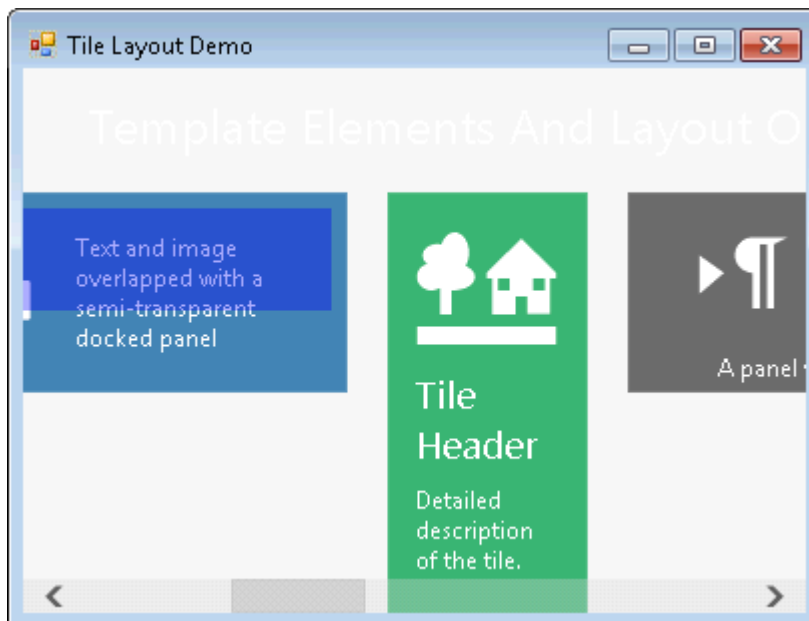 Tile Layout Demo
Template Elements And Layout O
Text and image
overlapped with a
semi-transparent
docked panel
Tile
Header
Detailed
description
of the tile.
A panel